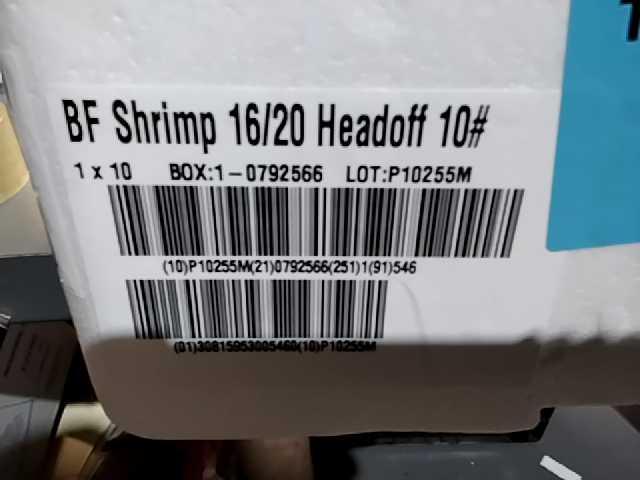 BF Shrimp 16/20 Headoff 10#
1 x 10 BOX:1-0792566 LOT:P10255M
(10)P10255M(21)0792566(251)1(91)546
(01)30815953005460(10)P10255M